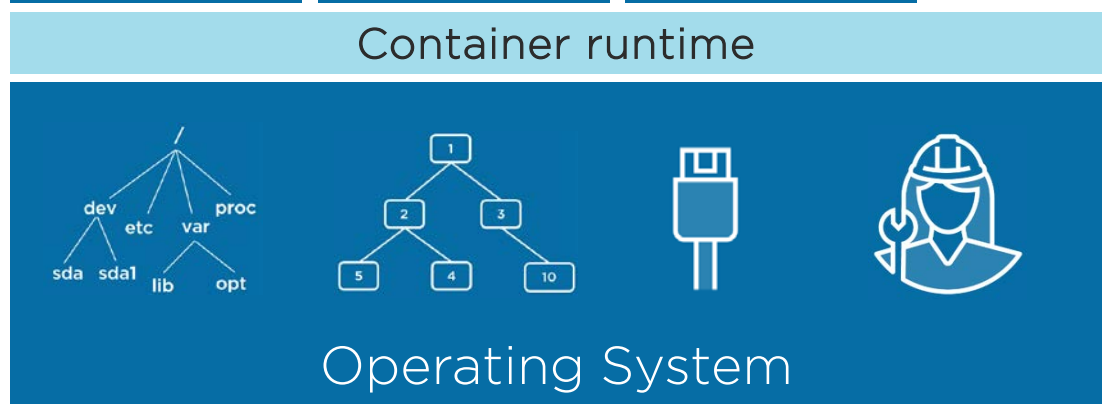 Container runtime
/
dev
etc
var
proc
sda
sda1
lib
opt
1
2
3
5
4
10
Operating System